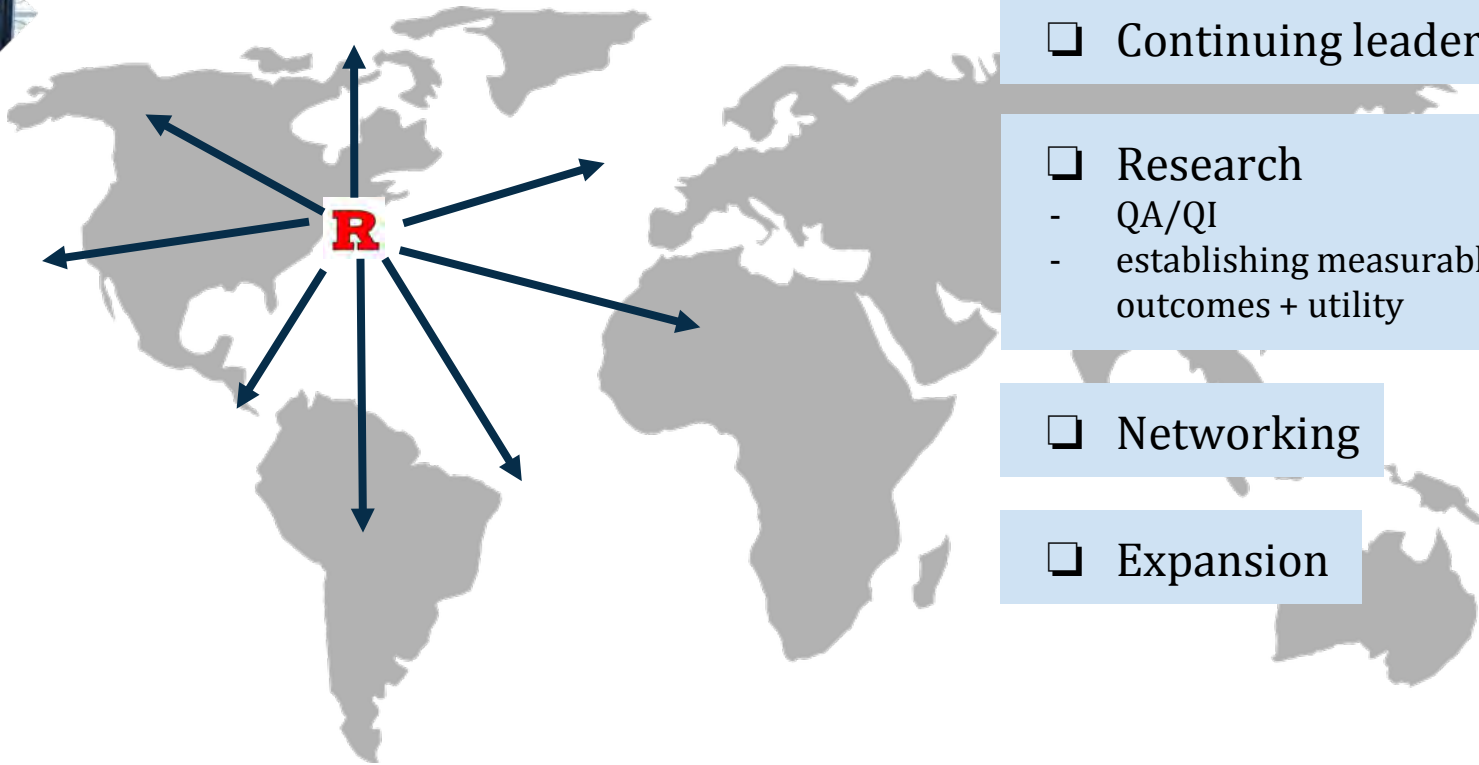 R
❏ Continuing leader
❏ Research
- QA/QI
- establishing measurabl
outcomes + utility
❏ Networking
❏ Expansion